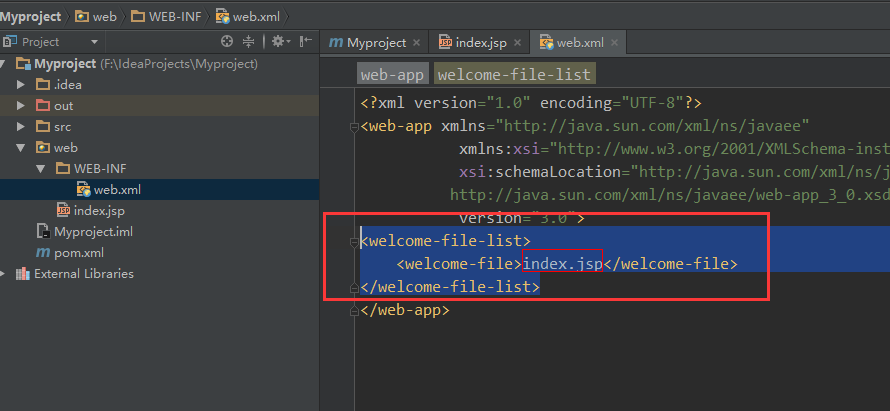 Myproject web WEB-INF web.xml
Project
Myproject (F:\IdeaProjects\Myproject)
.idea
out
src
web
WEB-INF
web.xml
index.jsp
Myproject.iml
pom.xml
External Libraries
Myproject index.jsp web.xml
web-app welcome-file-list
<?xml version="1.0" encoding="UTF-8"?>
<web-app xmlns="http://java.sun.com/xml/ns/javaee"
xmlns:xsi="http://www.w3.org/2001/XMLSchema-inst
xsi:schemaLocation="http://java.sun.com/xml/ns/j
http://java.sun.com/xml/ns/javaee/web-app_3_0.xsd
version="3.0">
<welcome-file-list>
<welcome-file>index.jsp</welcome-file>
</welcome-file-list>
</web-app>